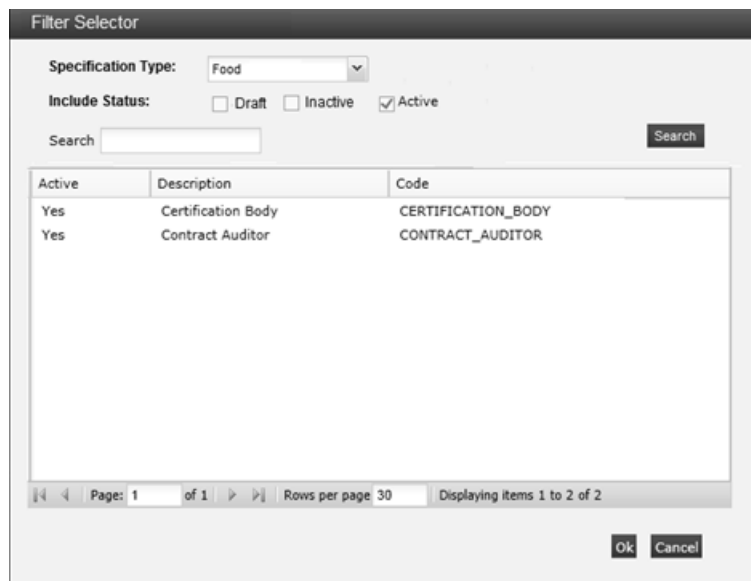 Filter Selector
Specification Type: Food
Include Status: Draft Inactive Active
Search Search
Active Description Code
Yes Certification Body CERTIFICATION_BODY
Yes Contract Auditor CONTRACT_AUDITOR
Page: 1 of 1 Rows per page 30 Displaying items 1 to 2 of 2
Ok Cancel